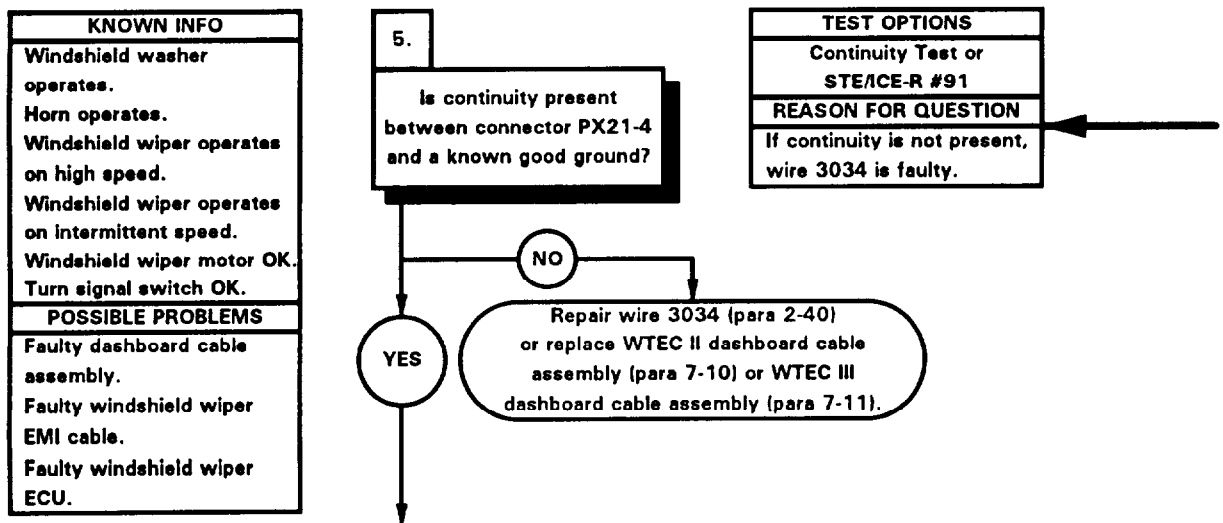 KNOWN INFO
Windshield washer
operates.
Horn operates.
Windshield wiper operates
on high speed.
Windshield wiper operates
on intermittent speed.
Windshield wiper motor OK.
Turn signal switch OK.
POSSIBLE PROBLEMS
Faulty dashboard cable
assembly.
Faulty windshield wiper
EMI cable.
Faulty windshield wiper
ECU.
5.
Is continuity present
between connector PX21-4
and a known good ground?
TEST OPTIONS
Continuity Test or
STE/ICE-R #91
REASON FOR QUESTION
If continuity is not present,
wire 3034 is faulty.
NO
YES
Repair wire 3034 (para 2-40)
or replace WTEC II dashboard cable
assembly (para 7-10) or WTEC III
dashboard cable assembly (para 7-11).